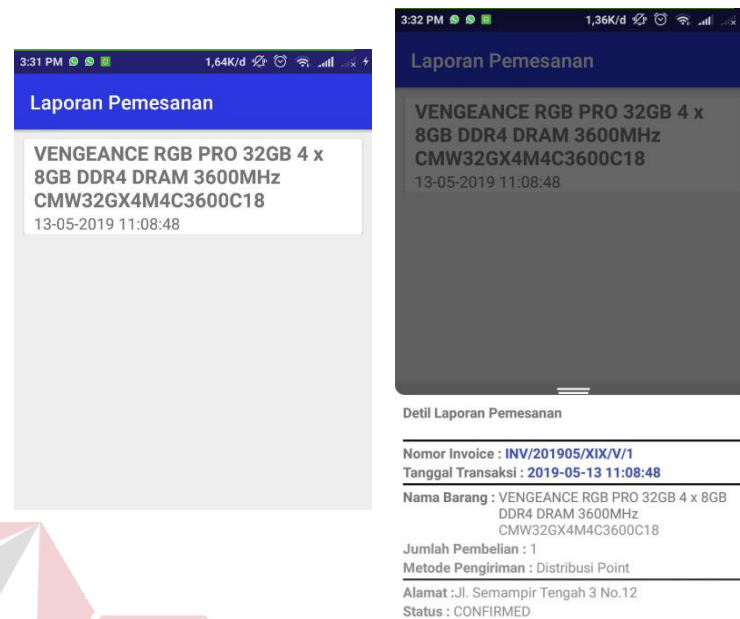 3:31 PM
1,64K/d
Laporan Pemesanan
VENGEANCE RGB PRO 32GB 4 x
8GB DDR4 DRAM 3600MHz
CMW32GX4M4C3600C18
13-05-2019 11:08:48
3:32 PM
1,36K/d
Laporan Pemesanan
VENGEANCE RGB PRO 32GB 4 x
8GB DDR4 DRAM 3600MHz
CMW32GX4M4C3600C18
13-05-2019 11:08:48
Detil Laporan Pemesanan
Nomor Invoice : INV/201905/XIX/V/1
Tanggal Transaksi : 2019-05-13 11:08:48
Nama Barang : VENGEANCE RGB PRO 32GB 4 x 8GB
DDR4 DRAM 3600MHz
CMW32GX4M4C3600C18
Jumlah Pembelian : 1
Metode Pengiriman : Distribusi Point
Alamat :Jl. Semampir Tengah 3 No.12
Status : CONFIRMED